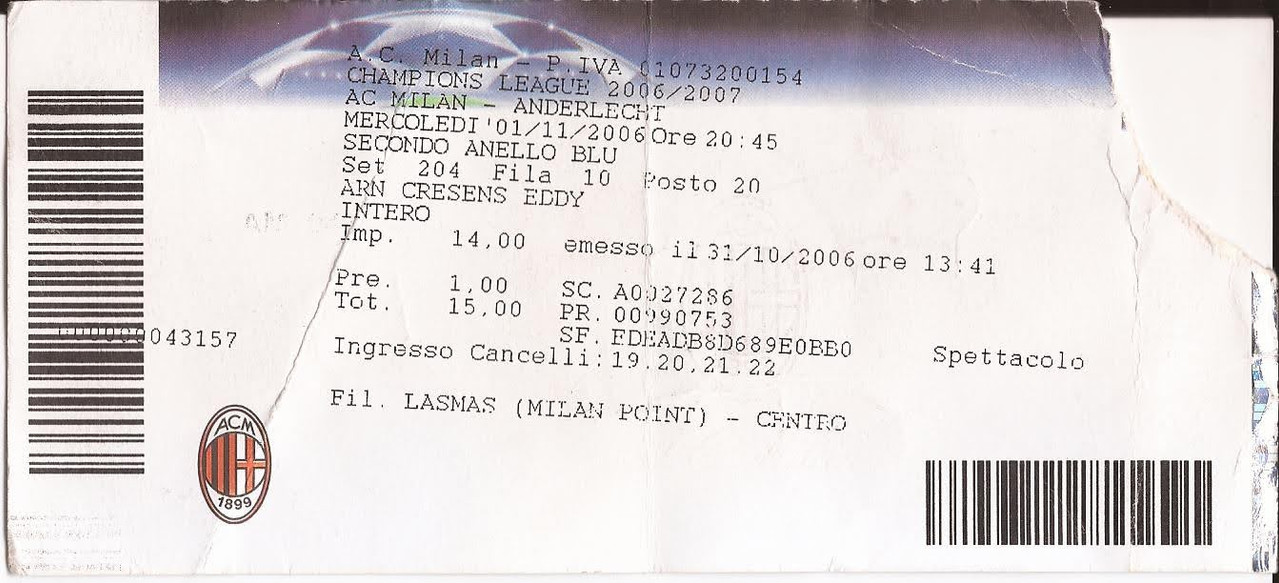 A.C. Milan - P.IVA 01073200154
CHAMPIONS LEAGUE 2006/2007
AC MILAN - ANDERLECHT
MERCOLEDI'01/11/2006 Ore 20:45
SECONDO ANELLO BLU
Set 204 Fila 10 Posto 20
ARN CRESENS EDDY
INTERO
Imp. 14,00 emesso il 31/10/2006 ore 13:41
Pre. 1,00 SC. A0027286
Tot. 15,00 PR. 00990753
SF. EDEADB8D689E0BB0
000000043157
Spettacolo
Ingresso Cancelli: 19.20,21.22
Fil. LASMAS (MILAN POINT) - CENTRO
ACM
1899